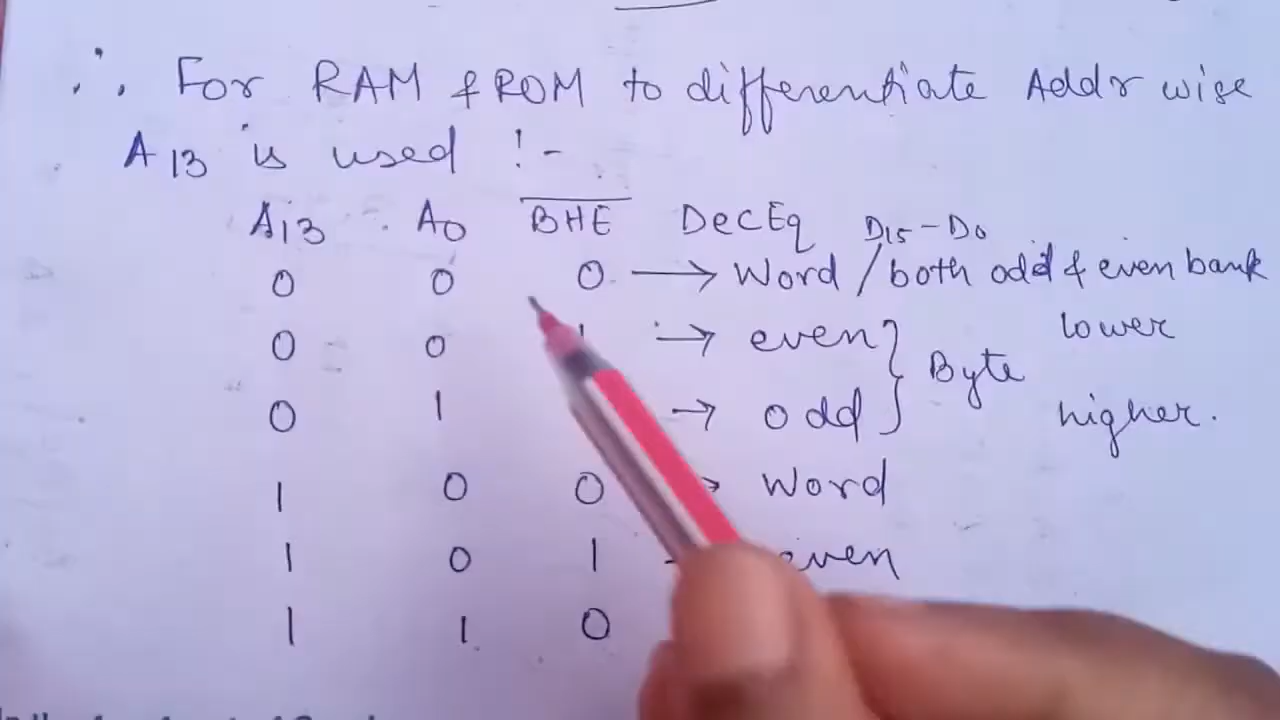 ∴ For RAM & ROM to differentiate Addr wise
A13 is used :-
A13 A0 BHE DecEq D15-D0
0 0 0 → Word / both odd & even bank
0 0 → even } Byte lower
0 1 → odd } higher.
1 0 0 → Word
1 0 1 even
1 1 0